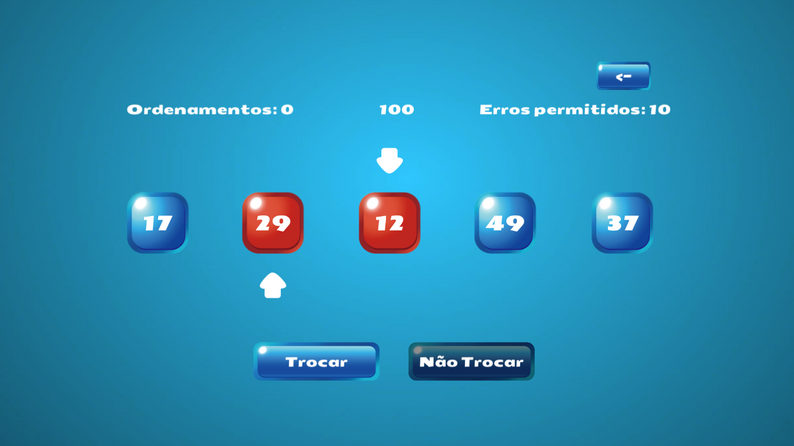 <-
Ordenamentos: 0 100 Erros permitidos: 10
17 29 12 49 37
Trocar Não Trocar